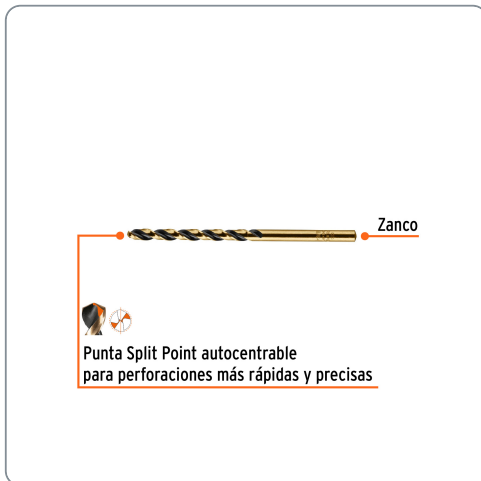 Zanco
Punta Split Point autocentrable
para perforaciones más rápidas y precisas